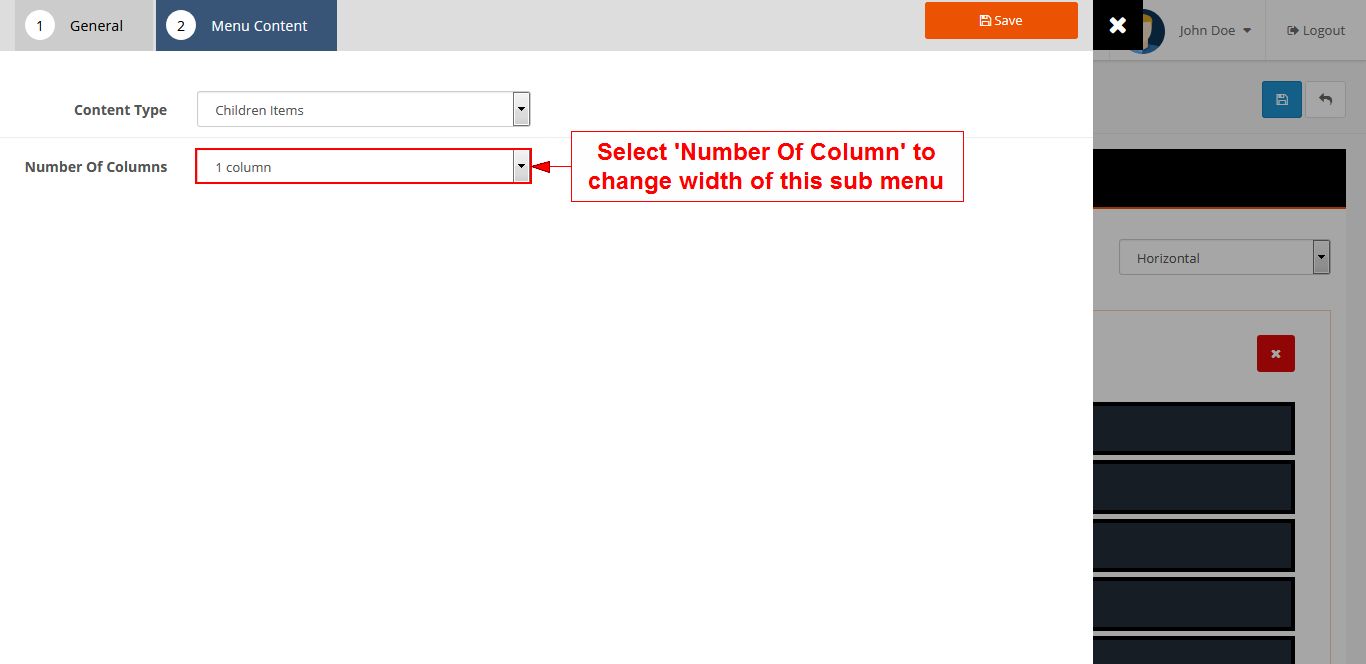 1 General
2 Menu Content
Save
John Doe
Logout
Content Type
Children Items
Number Of Columns
1 column
Select 'Number Of Column' to
change width of this sub menu
Horizontal